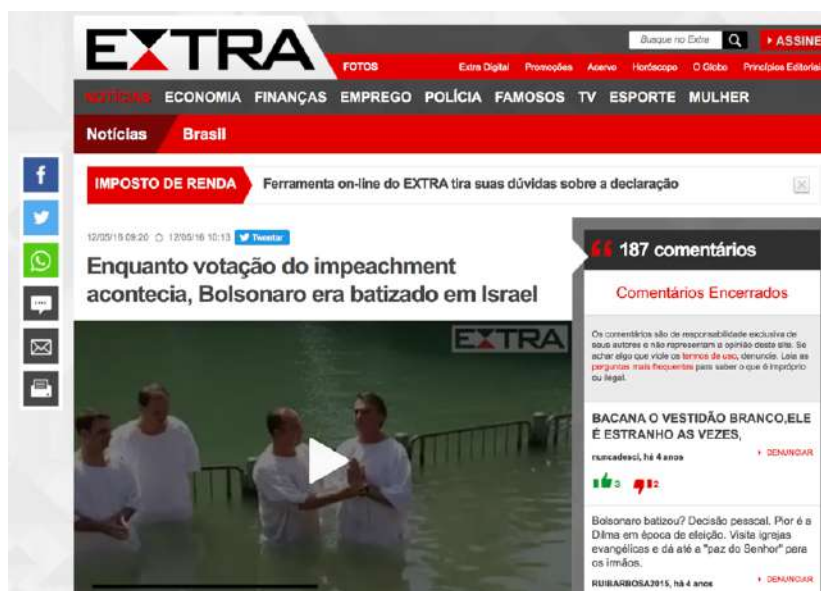 EXTRA
FOTOS
Busque no Extra
ASSINE
Extra Digital Promoções Acervo Horóscopo O Globo Princípios Editoriai
NOTÍCIAS ECONOMIA FINANÇAS EMPREGO POLÍCIA FAMOSOS TV ESPORTE MULHER
Notícias Brasil
IMPOSTO DE RENDA Ferramenta on-line do EXTRA tira suas dúvidas sobre a declaração
12/05/16 09:20 12/05/16 10:13 Tweetar
Enquanto votação do impeachment
acontecia, Bolsonaro era batizado em Israel
EXTRA
187 comentários
Comentários Encerrados
Os comentários são de responsabilidade exclusiva de
seus autores e não representam a opinião deste site. Se
achar algo que viole os termos de uso, denuncie. Leia as
perguntas mais frequentes para saber o que é impróprio
ou ilegal.
BACANA O VESTIDÃO BRANCO,ELE
É ESTRANHO AS VEZES,
nuncadesci, há 4 anos DENUNCIAR
3 12
Bolsonaro batizou? Decisão pessoal. Pior é a
Dilma em época de eleição. Visita igrejas
evangélicas e dá até a "paz do Senhor" para
os irmãos.
RUIBARBOSA2015, há 4 anos DENUNCIAR